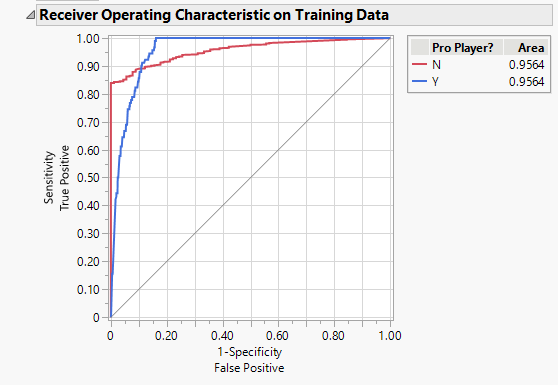 Receiver Operating Characteristic on Training Data
Pro Player? Area
N 0.9564
Y 0.9564
Sensitivity
True Positive
1.00
0.90
0.80
0.70
0.60
0.50
0.40
0.30
0.20
0.10
0
0 0.20 0.40 0.60 0.80 1.00
1-Specificity
False Positive